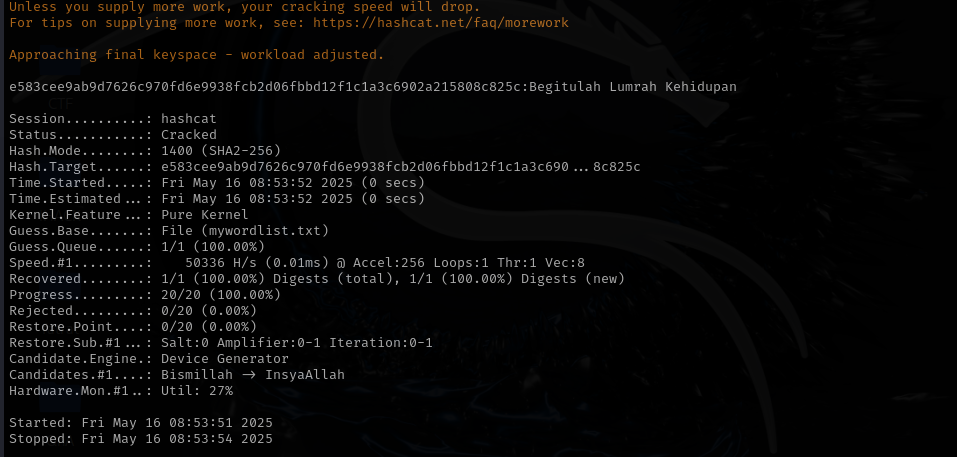 Unless you supply more work, your cracking speed will drop.
For tips on supplying more work, see: https://hashcat.net/faq/morework
Approaching final keyspace - workload adjusted.
e583cee9ab9d7626c970fd6e9938fcb2d06fbbd12f1c1a3c6902a215808c825c:Begitulah Lumrah Kehidupan
CTF
Session..........: hashcat
Status...........: Cracked
Hash.Mode........: 1400 (SHA2-256)
Hash.Target......: e583cee9ab9d7626c970fd6e9938fcb2d06fbbd12f1c1a3c690...8c825c
Time.Started.....: Fri May 16 08:53:52 2025 (0 secs)
Time.Estimated...: Fri May 16 08:53:52 2025 (0 secs)
Kernel.Feature...: Pure Kernel
Guess.Base.......: File (mywordlist.txt)
Guess.Queue......: 1/1 (100.00%)
Speed.#1.........:    50336 H/s (0.01ms) @ Accel:256 Loops:1 Thr:1 Vec:8
Recovered........: 1/1 (100.00%) Digests (total), 1/1 (100.00%) Digests (new)
Progress.........: 20/20 (100.00%)
Rejected.........: 0/20 (0.00%)
Restore.Point....: 0/20 (0.00%)
Restore.Sub.#1...: Salt:0 Amplifier:0-1 Iteration:0-1
Candidate.Engine.: Device Generator
Candidates.#1....: Bismillah -> InsyaAllah
Hardware.Mon.#1..: Util: 27%
Started: Fri May 16 08:53:51 2025
Stopped: Fri May 16 08:53:54 2025